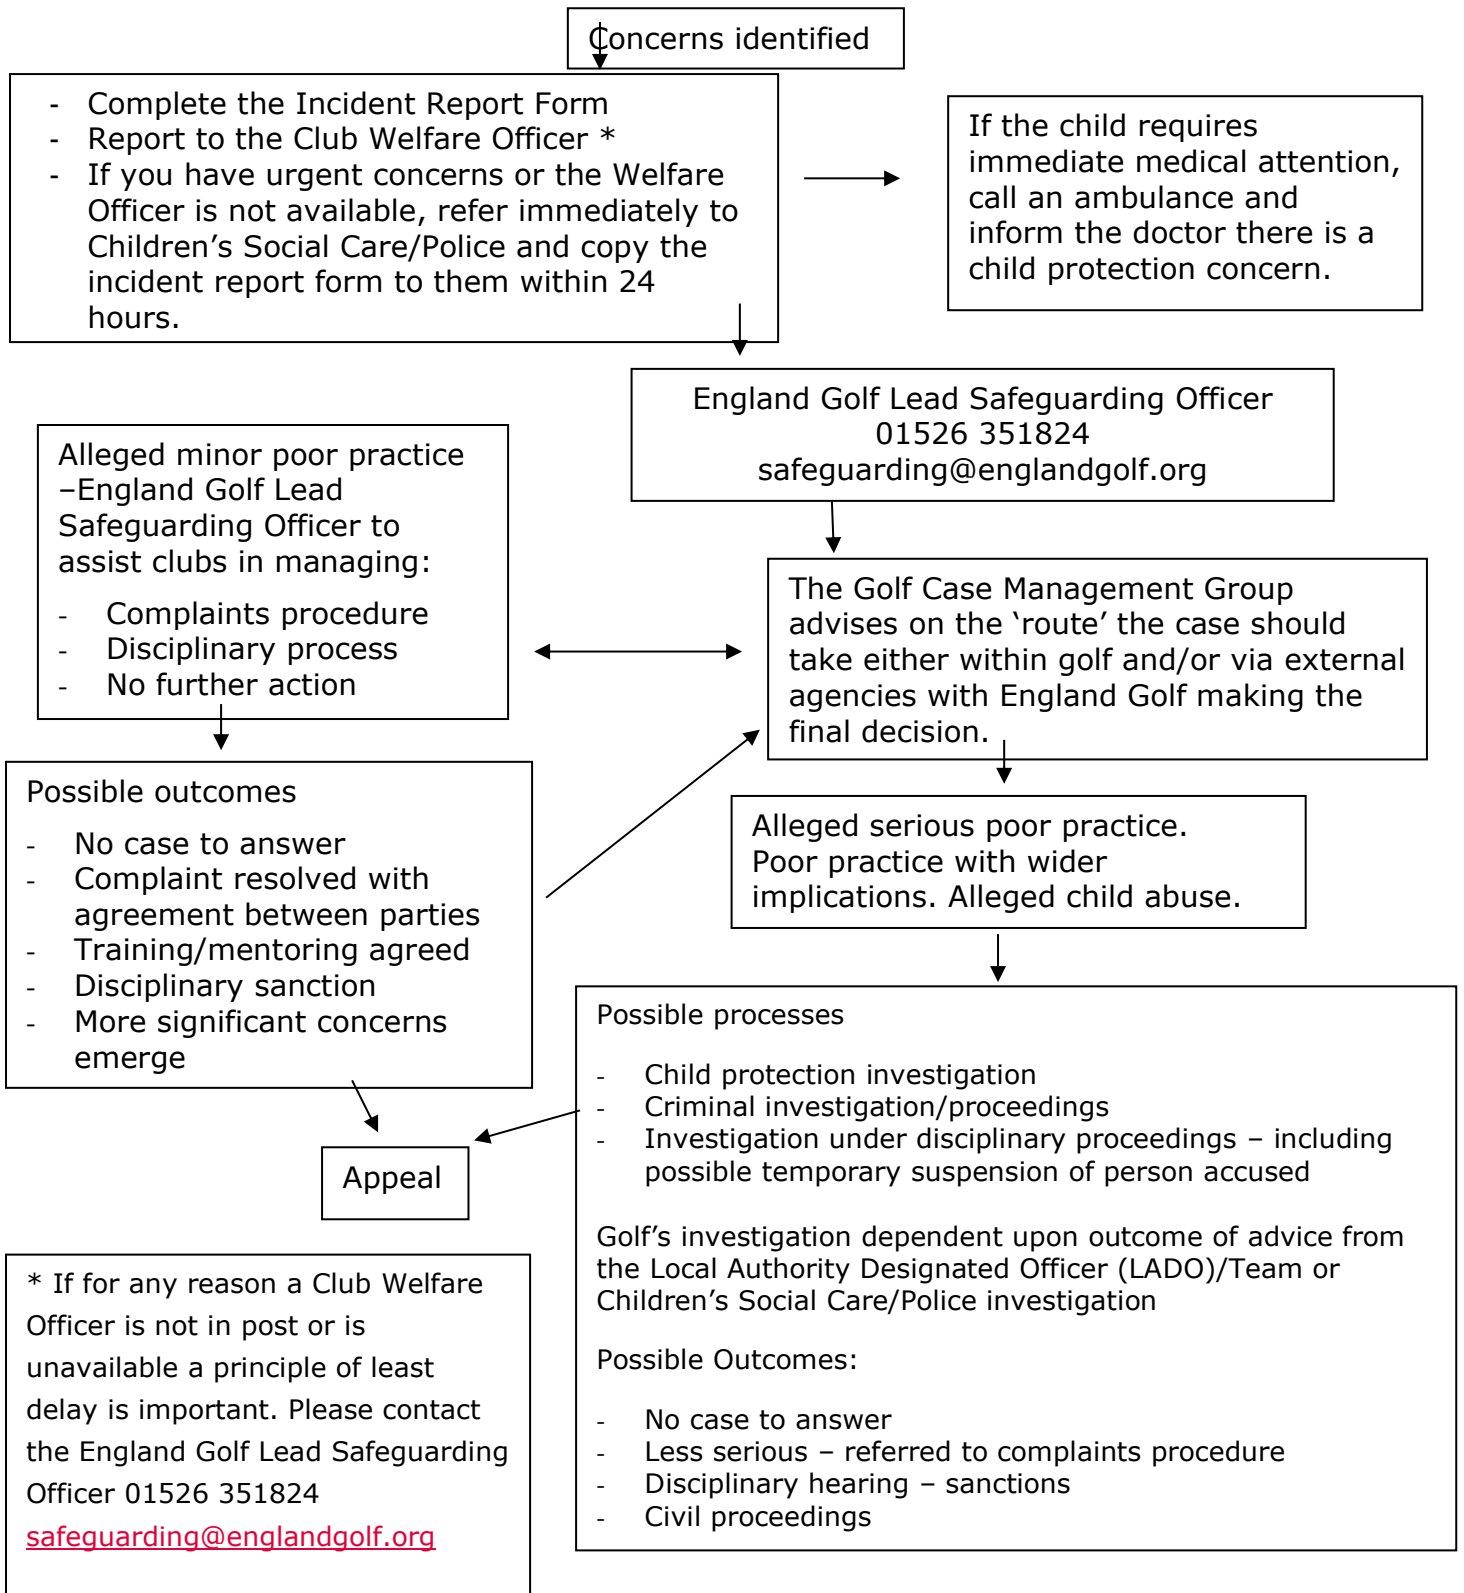 Concerns identified
- Complete the Incident Report Form
- Report to the Club Welfare Officer *
- If you have urgent concerns or the Welfare
Officer is not available, refer immediately to
Children’s Social Care/Police and copy the
incident report form to them within 24
hours.
If the child requires
immediate medical attention,
call an ambulance and
inform the doctor there is a
child protection concern.
England Golf Lead Safeguarding Officer
01526 351824
safeguarding@englandgolf.org
Alleged minor poor practice
–England Golf Lead
Safeguarding Officer to
assist clubs in managing:
- Complaints procedure
- Disciplinary process
- No further action
The Golf Case Management Group
advises on the ‘route’ the case should
take either within golf and/or via external
agencies with England Golf making the
final decision.
Possible outcomes
- No case to answer
- Complaint resolved with
agreement between parties
- Training/mentoring agreed
- Disciplinary sanction
- More significant concerns
emerge
Alleged serious poor practice.
Poor practice with wider
implications. Alleged child abuse.
Possible processes
- Child protection investigation
- Criminal investigation/proceedings
- Investigation under disciplinary proceedings – including
possible temporary suspension of person accused
Golf’s investigation dependent upon outcome of advice from
the Local Authority Designated Officer (LADO)/Team or
Children’s Social Care/Police investigation
Possible Outcomes:
- No case to answer
- Less serious – referred to complaints procedure
- Disciplinary hearing – sanctions
- Civil proceedings
Appeal
* If for any reason a Club Welfare
Officer is not in post or is
unavailable a principle of least
delay is important. Please contact
the England Golf Lead Safeguarding
Officer 01526 351824
safeguarding@englandgolf.org